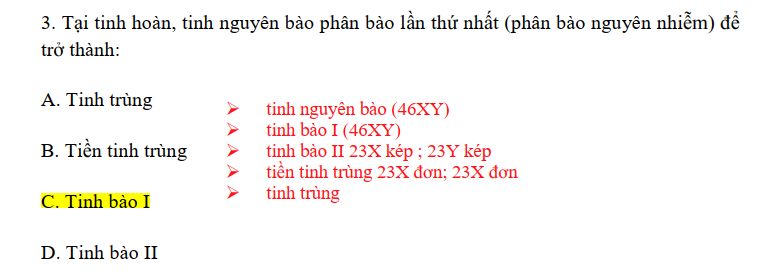 3. Tại tinh hoàn, tinh nguyên bào phân bào lần thứ nhất (phân bào nguyên nhiễm) để
trở thành:
A. Tinh trùng
➢ tinh nguyên bào (46XY)
➢ tinh bào I (46XY)
B. Tiền tinh trùng
➢ tinh bào II 23X kép ; 23Y kép
➢ tiền tinh trùng 23X đơn; 23X đơn
C. Tinh bào I
➢ tinh trùng
D. Tinh bào II